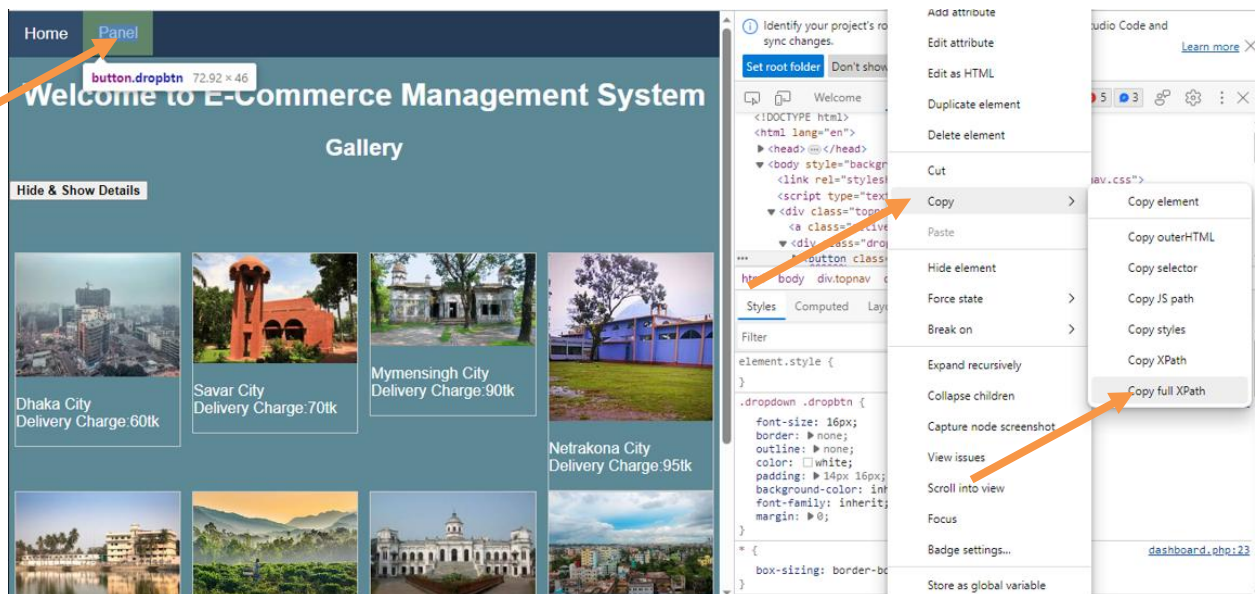 Home Panel
button.dropbtn 72.92 × 46
Welcome to E-Commerce Management System
Gallery
Hide & Show Details
Dhaka City
Delivery Charge:60tk
Savar City
Delivery Charge:70tk
Mymensingh City
Delivery Charge:90tk
Netrakona City
Delivery Charge:95tk
Identify your project's ro
sync changes.
udio Code and
Learn more
Set root folder Don't show
Welcome
5 3
<!DOCTYPE html>
<html lang="en">
<head> </head>
<body style="backgr
<link rel="stylesh
nav.css">
<script type="tex
<div class="topn
<a class="active
<div class="drop
<button class=
body div.topnav
Styles Computed Layo
Filter
element.style {
}
.dropdown .dropbtn {
font-size: 16px;
border: none;
outline: none;
color: white;
padding: 14px 16px;
background-color: inh
font-family: inherit;
margin: 0;
}
* {
dashboard.php:23
box-sizing: border-bo
}
Add attribute
Edit attribute
Edit as HTML
Duplicate element
Delete element
Cut
Copy
Paste
Hide element
Force state
Break on
Expand recursively
Collapse children
Capture node screenshot
View issues
Scroll into view
Focus
Badge settings...
Store as global variable
Copy element
Copy outerHTML
Copy selector
Copy JS path
Copy styles
Copy XPath
Copy full XPath